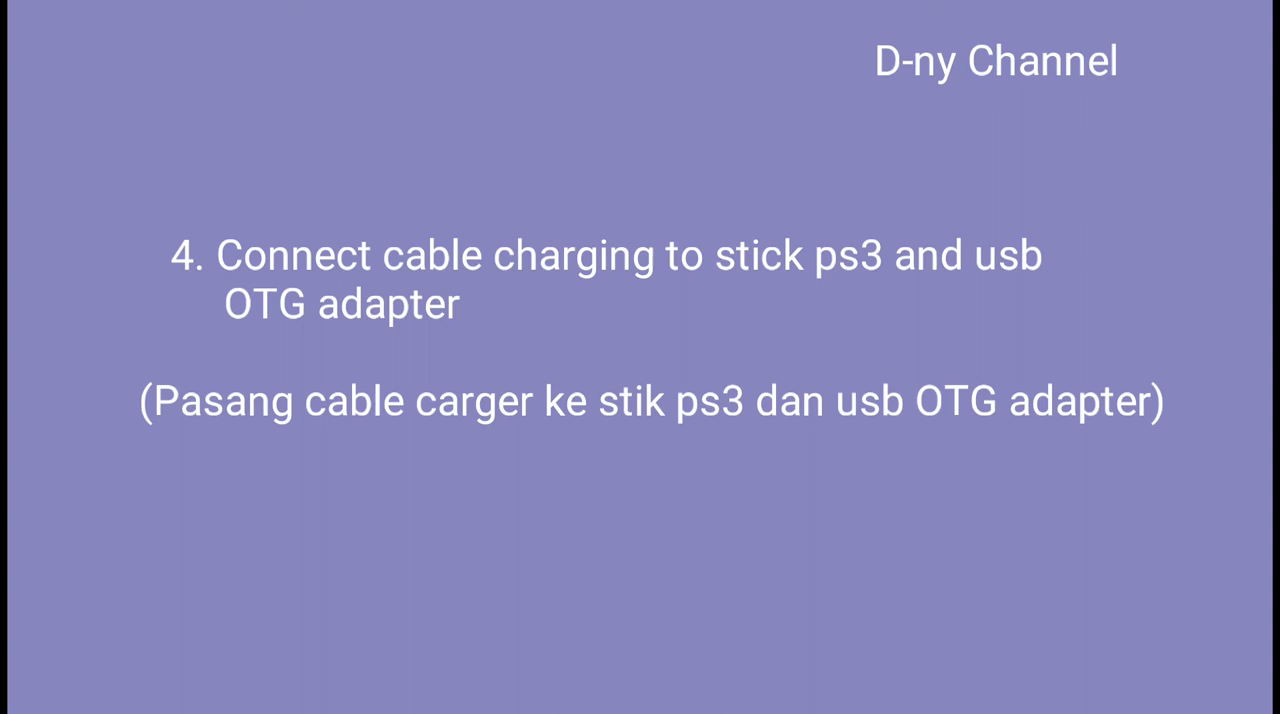 D-ny Channel
4. Connect cable charging to stick ps3 and usb
OTG adapter
(Pasang cable carger ke stik ps3 dan usb OTG adapter)